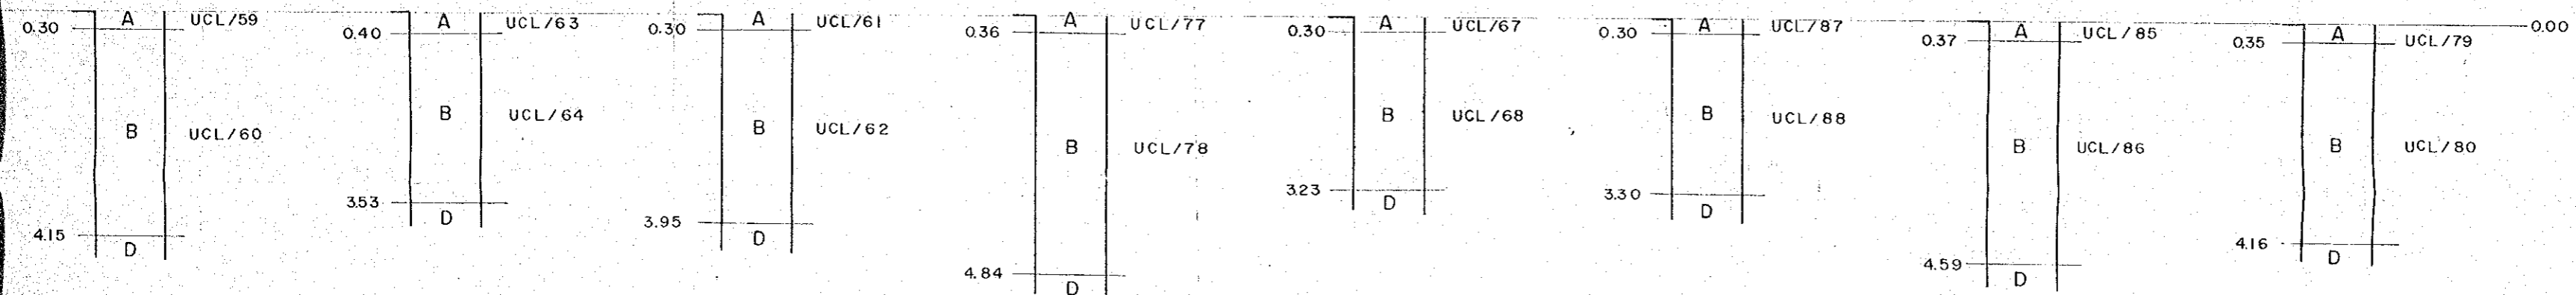 0.30 A UCL/59
B UCL/60
4.15 D
0.40 A UCL/63
B UCL/64
3.53 D
0.30 A UCL/61
B UCL/62
3.95 D
0.36 A UCL/77
B UCL/78
4.84 D
0.30 A UCL/67
B UCL/68
3.23 D
0.30 A UCL/87
B UCL/88
3.30 D
0.37 A UCL/85
B UCL/86
4.59 D
0.35 A UCL/79
B UCL/80
4.16 D
0.00